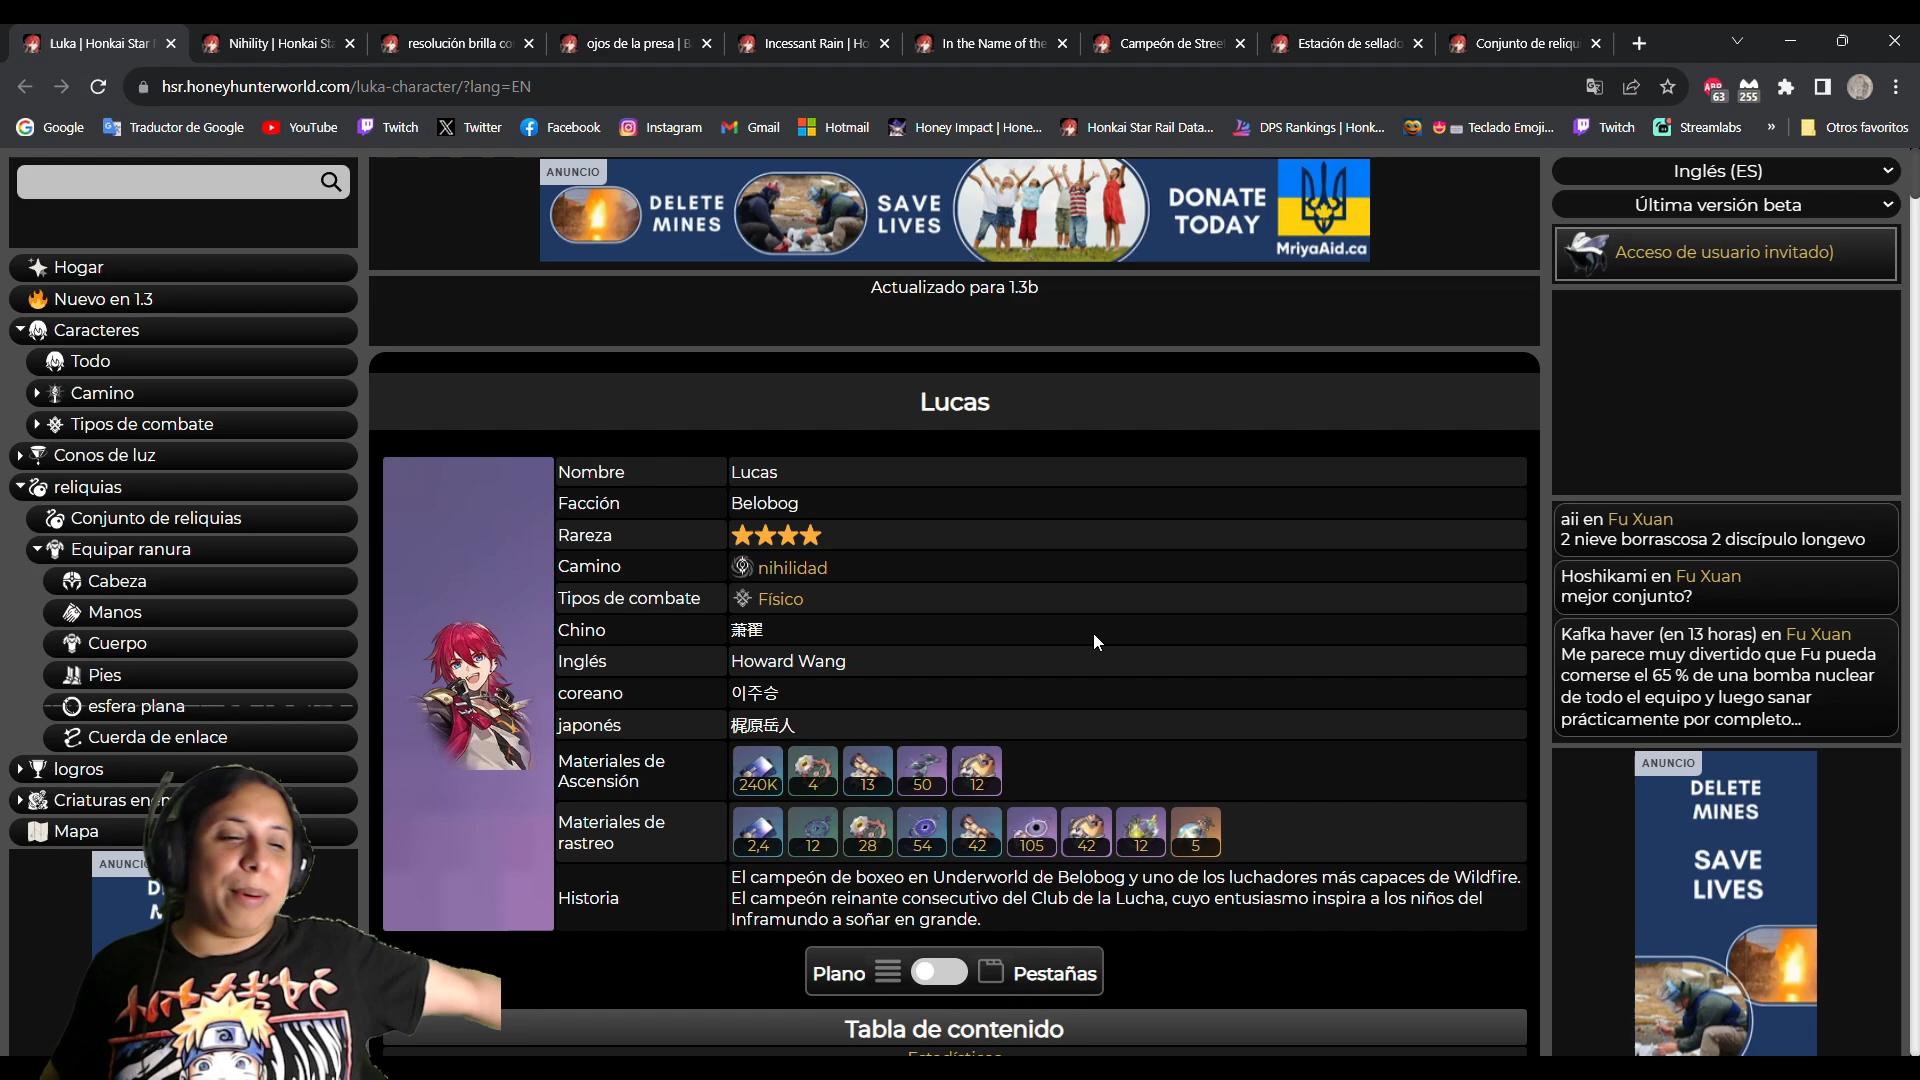 Luka | Honkai Star
Nihility | Honkai St
resolución brilla co
ojos de la presa | B
Incessant Rain | Ho
In the Name of the
Campeón de Street
Estación de sellado
Conjunto de reliqu
hsr.honeyhunterworld.com/luka-character/?lang=EN
63
255
Google
Traductor de Google
YouTube
Twitch
Twitter
Facebook
Instagram
Gmail
Hotmail
Honey Impact | Hone...
Honkai Star Rail Data...
DPS Rankings | Honk...
Teclado Emoji...
Twitch
Streamlabs
»
Otros favoritos
Hogar
Nuevo en 1.3
Caracteres
Todo
Camino
Tipos de combate
Conos de luz
reliquias
Conjunto de reliquias
Equipar ranura
Cabeza
Manos
Cuerpo
Pies
esfera plana
Cuerda de enlace
logros
Criaturas
Mapa
ANUNCIO
DELETE
MINES
SAVE
LIVES
DONATE
TODAY
MriyaAid.ca
Actualizado para 1.3b
Lucas
Nombre Lucas
Facción Belobog
Rareza
Camino nihilidad
Tipos de combate Físico
Chino 萧翟
Inglés Howard Wang
coreano 이주승
japonés 梶原岳人
Materiales de
Ascensión
240K 4 13 50 12
Materiales de
rastreo
2,4 12 28 54 42 105 42 12 5
Historia
El campeón de boxeo en Underworld de Belobog y uno de los luchadores más capaces de Wildfire.
El campeón reinante consecutivo del Club de la Lucha, cuyo entusiasmo inspira a los niños del
Inframundo a soñar en grande.
Plano Pestañas
Tabla de contenido
Estadísticas
Inglés (ES)
Última versión beta
Acceso de usuario invitado)
aii en Fu Xuan
2 nieve borrascosa 2 discípulo longevo
Hoshikami en Fu Xuan
mejor conjunto?
Kafka haver (en 13 horas) en Fu Xuan
Me parece muy divertido que Fu pueda
comerse el 65 % de una bomba nuclear
de todo el equipo y luego sanar
prácticamente por completo...
ANUNCIO
DELETE
MINES
SAVE
LIVES